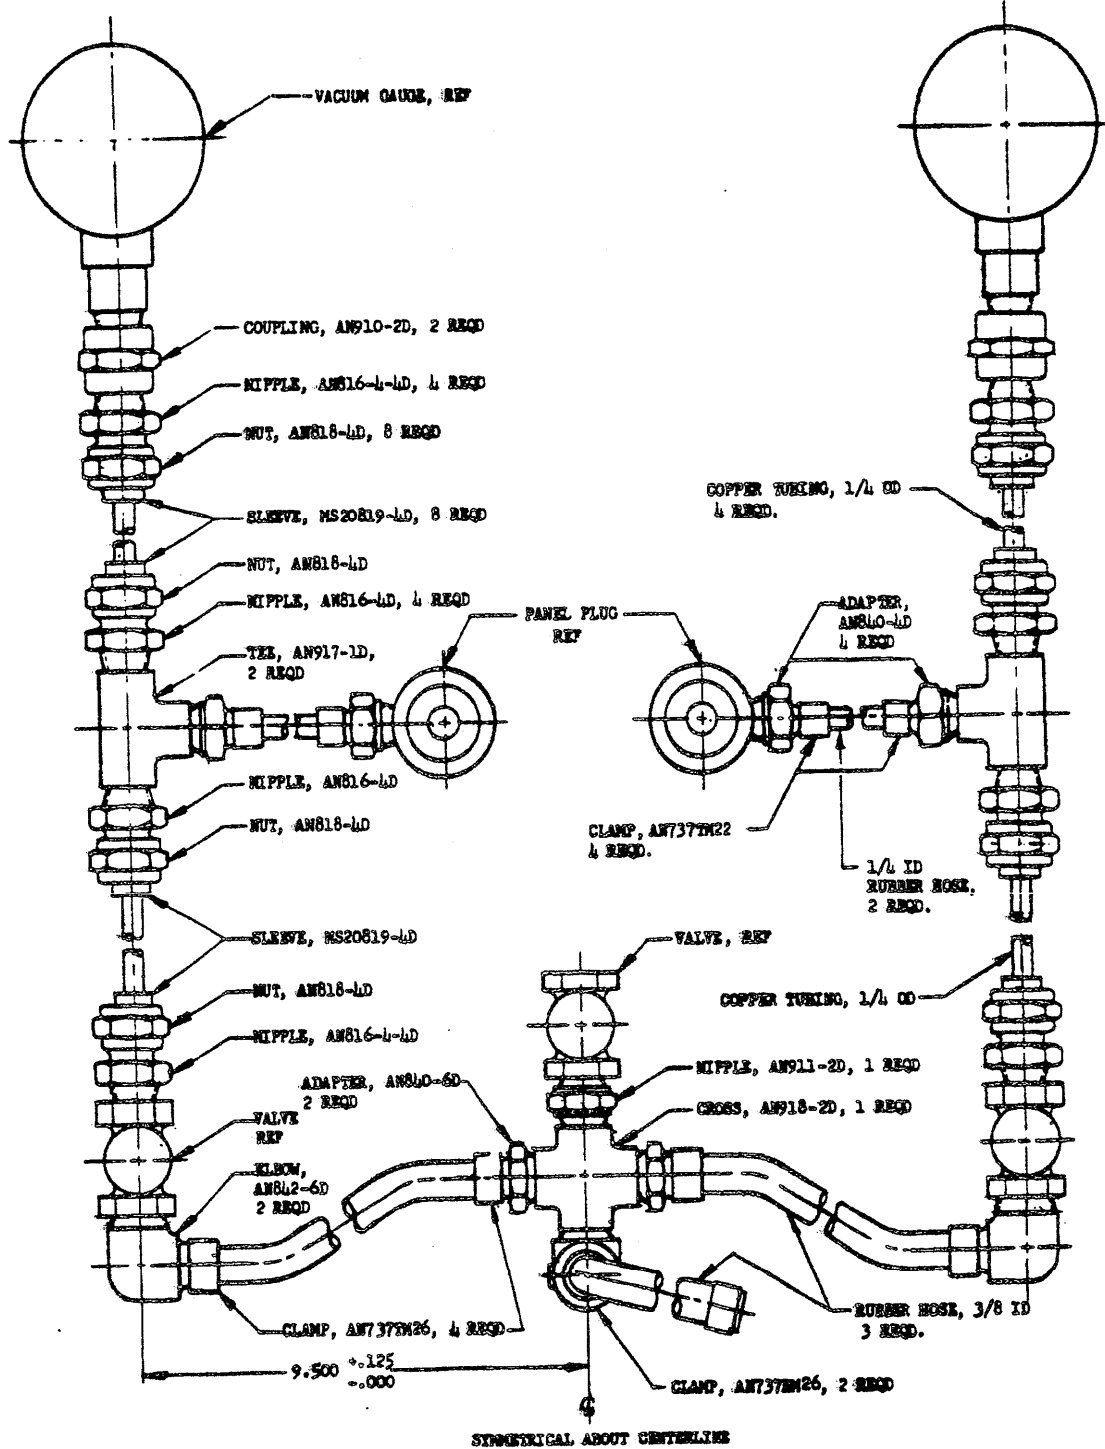 VACUUM GAUGE, REF
COUPLING, AN910-2D, 2 REQD
NIPPLE, AN816-4-4D, 4 REQD
NUT, AN818-4D, 8 REQD
SLEEVE, MS20819-4D, 8 REQD
NUT, AN818-4D
NIPPLE, AN816-4D, 4 REQD
TEE, AN917-1D,
2 REQD
PANEL PLUG
REF
COPPER TUBING, 1/4 OD
4 REQD.
ADAPTER,
AN840-4D
4 REQD
NIPPLE, AN816-4D
NUT, AN818-4D
CLAMP, AN737TM22
4 REQD.
1/4 ID
RUBBER HOSE,
2 REQD.
SLEEVE, MS20819-4D
VALVE, REF
NUT, AN818-4D
COPPER TUBING, 1/4 OD
NIPPLE, AN816-4-4D
NIPPLE, AN911-2D, 1 REQD
ADAPTER, AN840-6D
2 REQD
CROSS, AN918-2D, 1 REQD
VALVE
REF
ELBOW,
AN842-6D
2 REQD
CLAMP, AN737TM26, 4 REQD
RUBBER HOSE, 3/8 ID
3 REQD.
9.500 +.125
-.000
CLAMP, AN737TM26, 2 REQD
℄
SYMMETRICAL ABOUT CENTERLINE